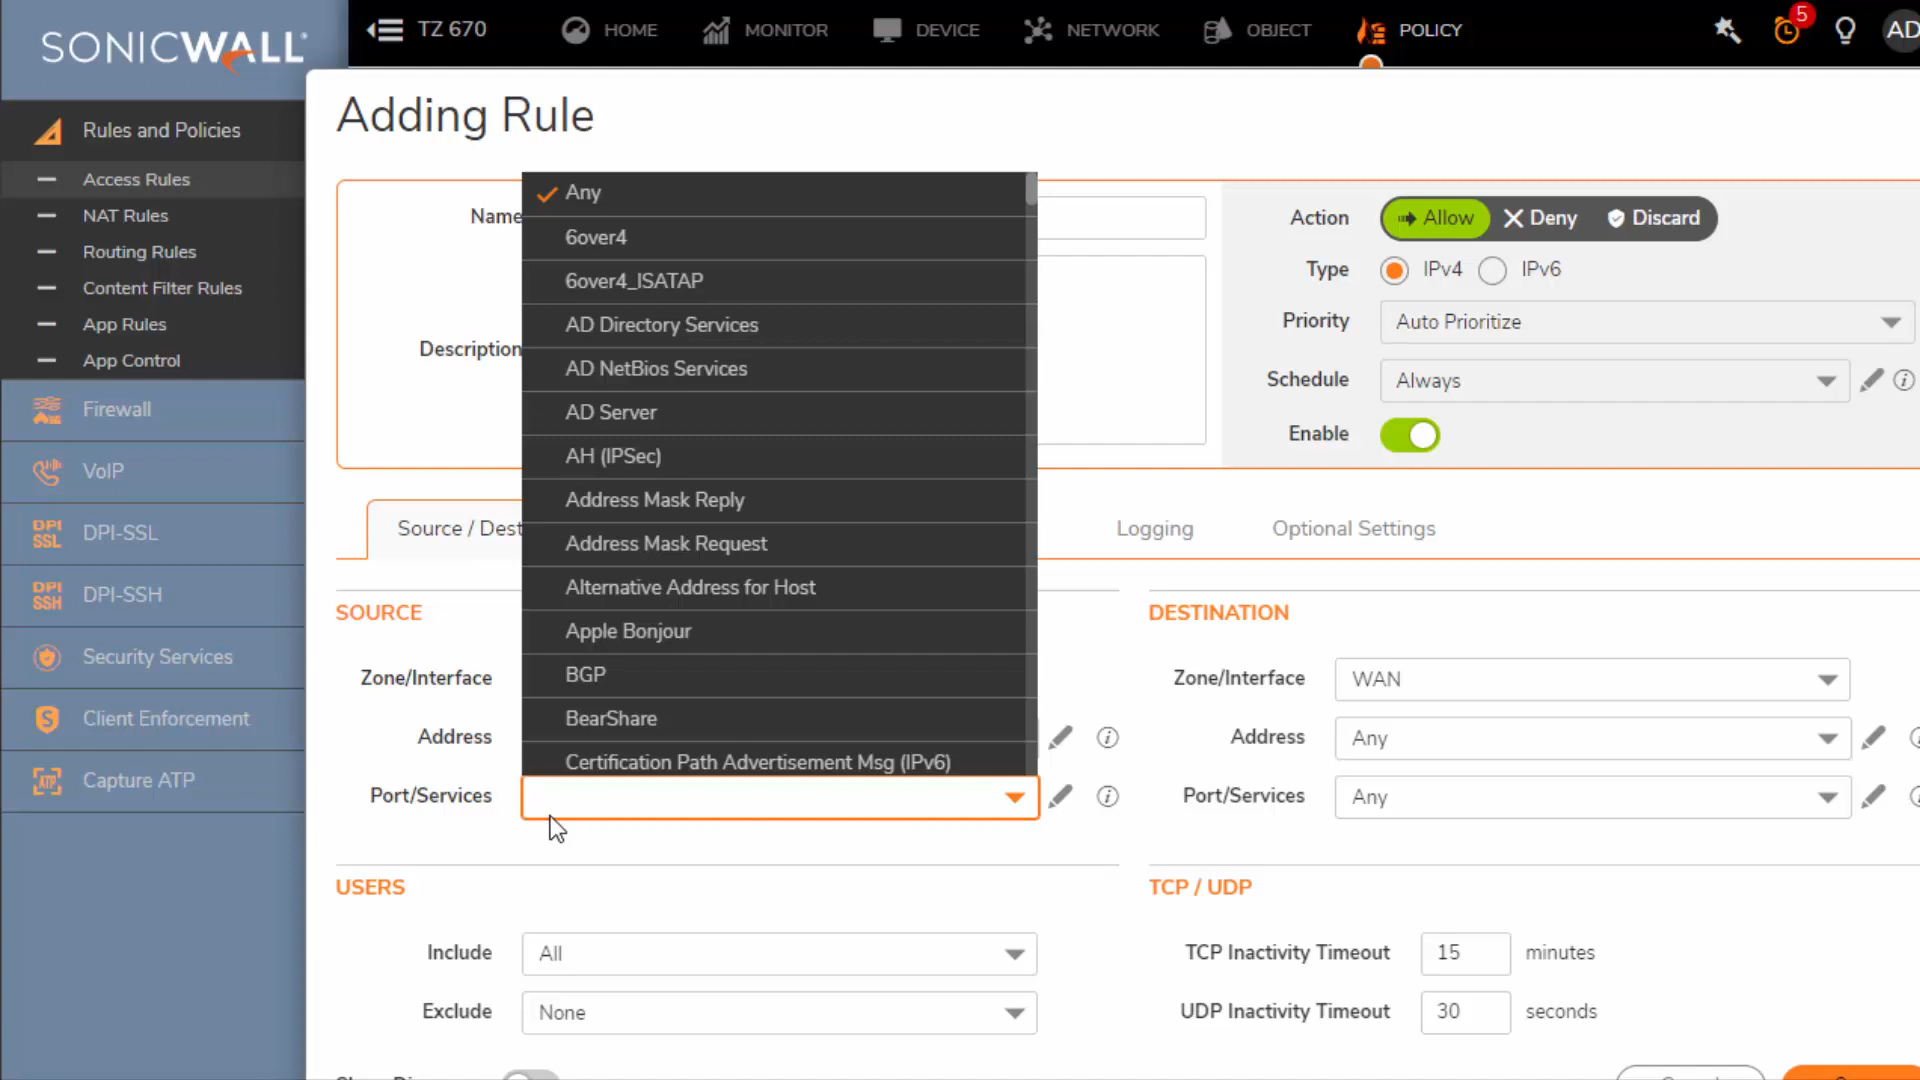 SONICWALL
TZ 670
HOME
MONITOR
DEVICE
NETWORK
OBJECT
POLICY
5
AD
Rules and Policies
Access Rules
NAT Rules
Routing Rules
Content Filter Rules
App Rules
App Control
Firewall
VoIP
DPI SSL
DPI-SSL
DPI SSH
DPI-SSH
Security Services
Client Enforcement
ATP
Capture ATP
Adding Rule
Name
Description
Any
6over4
6over4_ISATAP
AD Directory Services
AD NetBios Services
AD Server
AH (IPSec)
Address Mask Reply
Address Mask Request
Alternative Address for Host
Apple Bonjour
BGP
BearShare
Certification Path Advertisement Msg (IPv6)
Action
Allow
Deny
Discard
Type
IPv4
IPv6
Priority
Auto Prioritize
Schedule
Always
Enable
Source / Dest
Logging
Optional Settings
SOURCE
Zone/Interface
Address
Port/Services
DESTINATION
Zone/Interface
WAN
Address
Any
Port/Services
Any
USERS
Include
All
Exclude
None
TCP / UDP
TCP Inactivity Timeout
15
minutes
UDP Inactivity Timeout
30
seconds